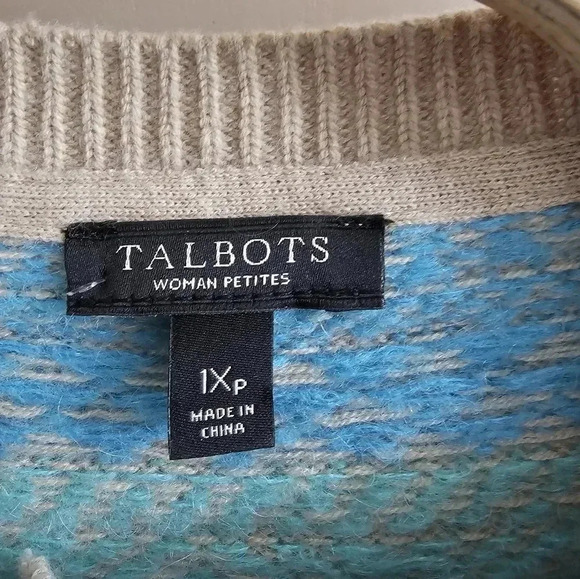 TALBOTS
WOMAN PETITES
1XP
MADE IN
CHINA